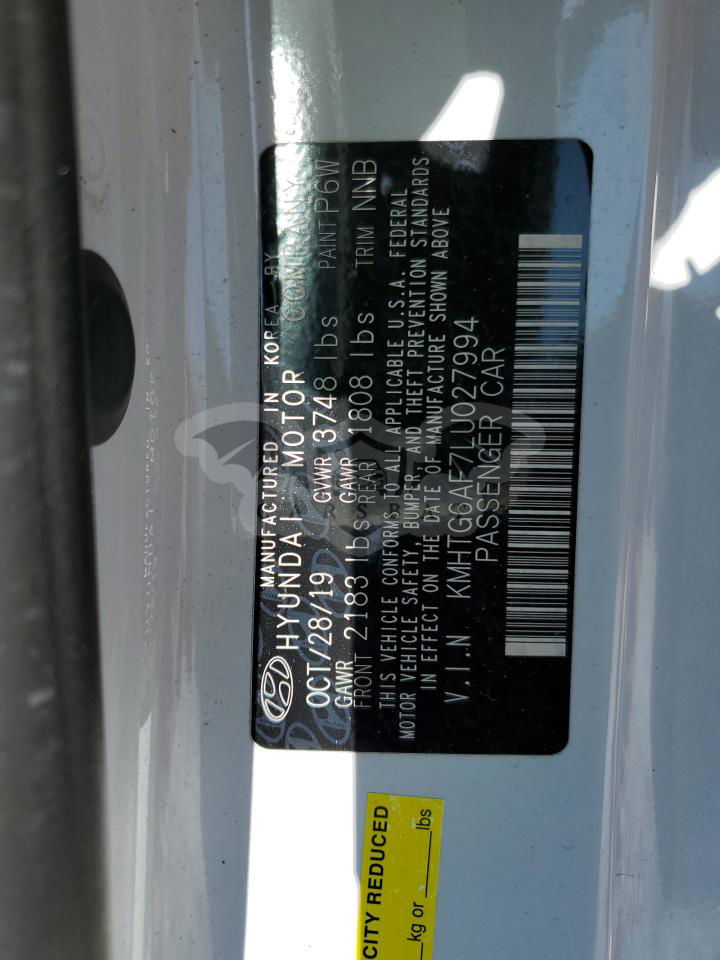 MANUFACTURED IN KOREA BY
HYUNDAI MOTOR COMPANY
OCT/28/19 GVWR 3748 lbs PAINT P6W
GAWR GAWR
FRONT 2183 lbs REAR 1808 lbs TRIM NNB
THIS VEHICLE CONFORMS TO ALL APPLICABLE U.S.A. FEDERAL
MOTOR VEHICLE SAFETY, BUMPER, AND THEFT PREVENTION STANDARDS
IN EFFECT ON THE DATE OF MANUFACTURE SHOWN ABOVE
V.I.N KMHTG6AF7LU027994
PASSENGER CAR
CITY REDUCED
kg or ____lbs